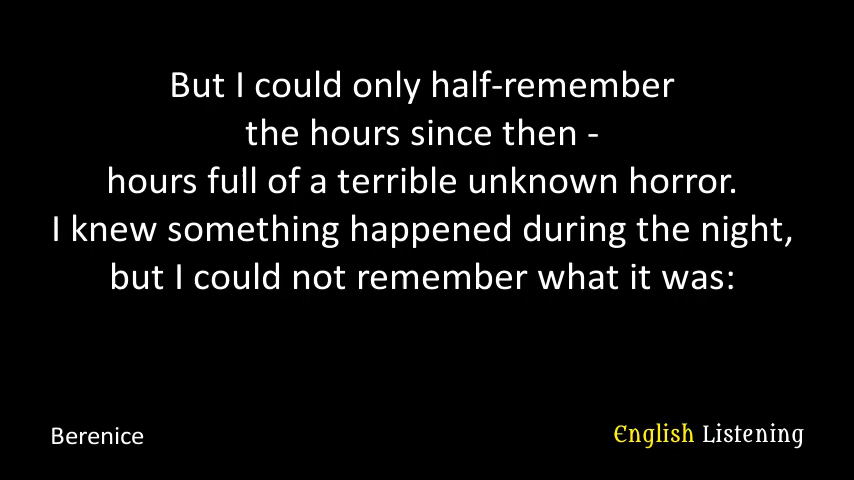 But I could only half-remember
the hours since then -
hours full of a terrible unknown horror.
I knew something happened during the night,
but I could not remember what it was:
Berenice
English Listening